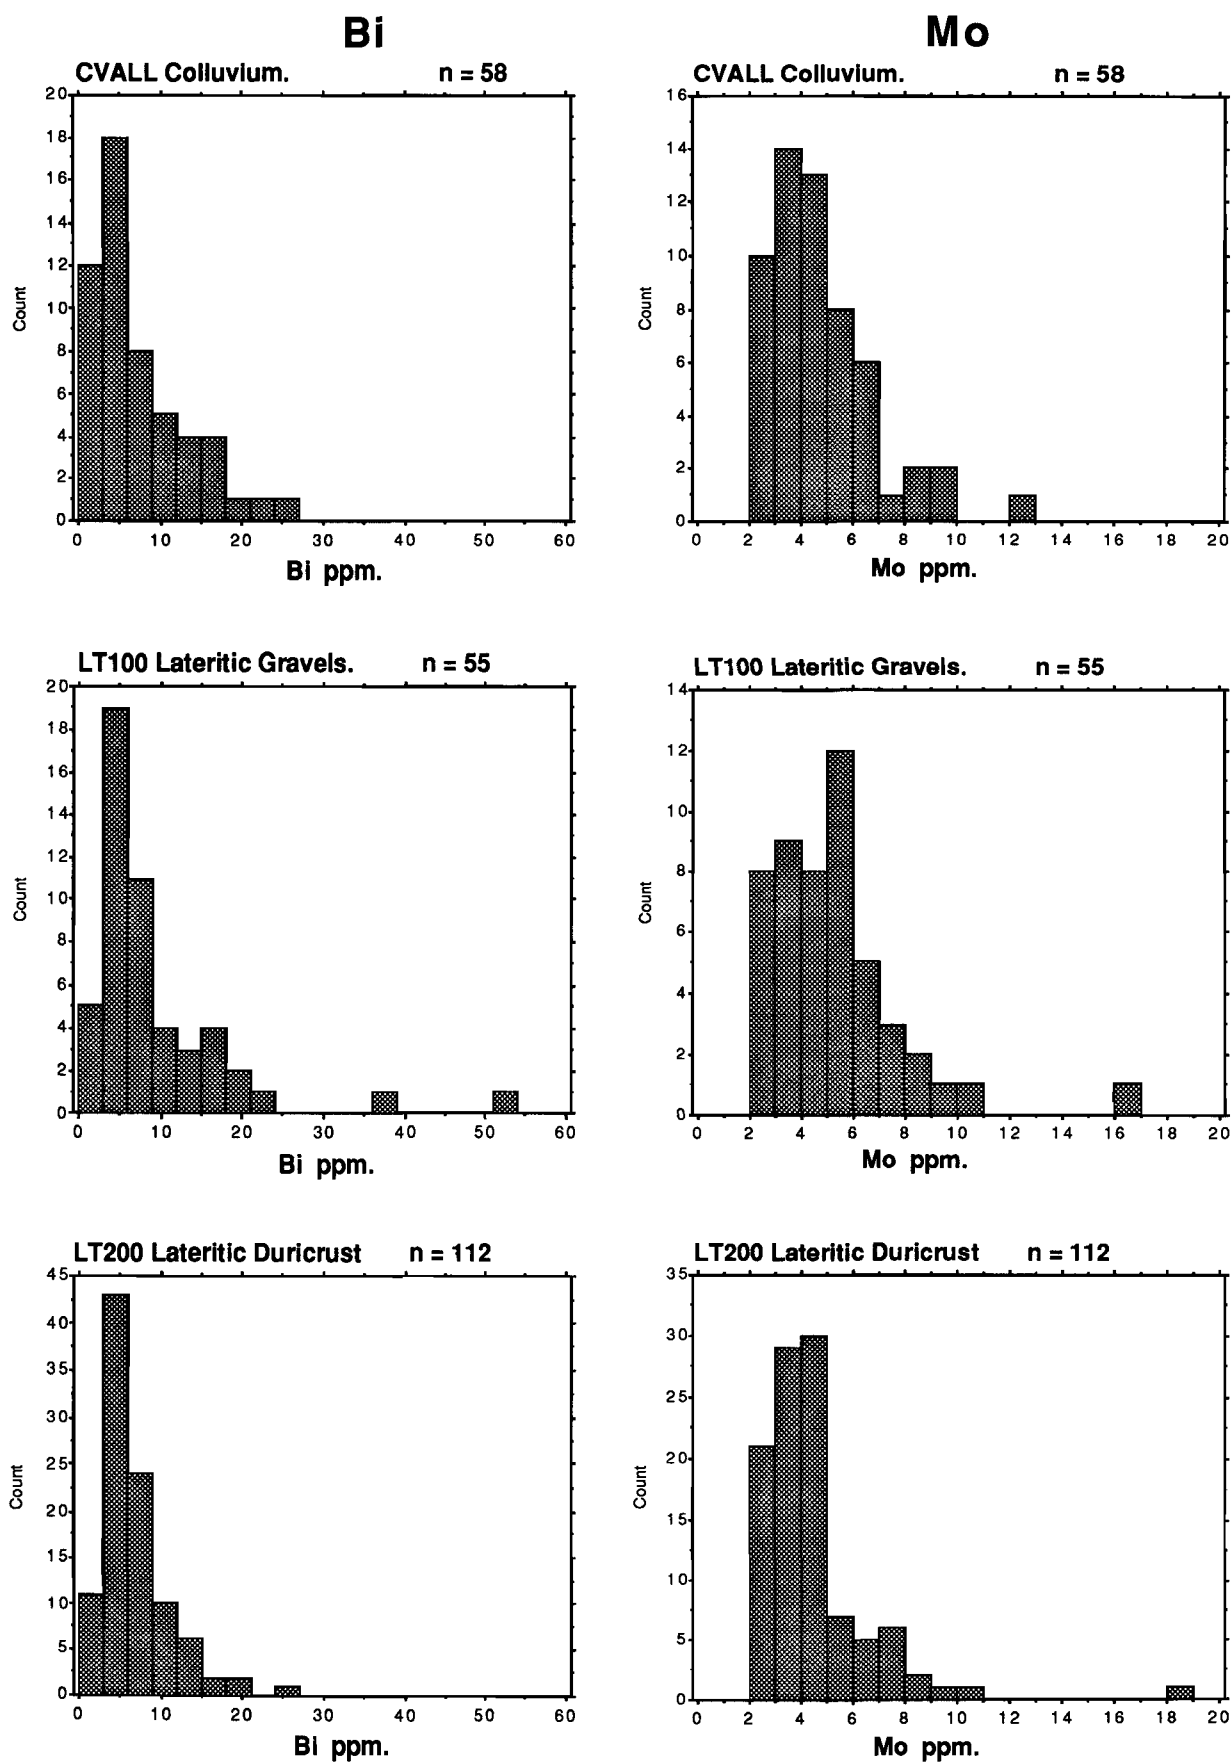 Bi
Mo
CVALL Colluvium. n = 58
20
18
16
14
12
10
8
6
4
2
0
Count
0 10 20 30 40 50 60
Bi ppm.
CVALL Colluvium. n = 58
16
14
12
10
8
6
4
2
0
Count
0 2 4 6 8 10 12 14 16 18 20
Mo ppm.
LT100 Lateritic Gravels. n = 55
20
18
16
14
12
10
8
6
4
2
0
Count
0 10 20 30 40 50 60
Bi ppm.
LT100 Lateritic Gravels. n = 55
14
12
10
8
6
4
2
0
Count
0 2 4 6 8 10 12 14 16 18 20
Mo ppm.
LT200 Lateritic Duricrust n = 112
45
40
35
30
25
20
15
10
5
0
Count
0 10 20 30 40 50 60
Bi ppm.
LT200 Lateritic Duricrust n = 112
35
30
25
20
15
10
5
0
Count
0 2 4 6 8 10 12 14 16 18 20
Mo ppm.